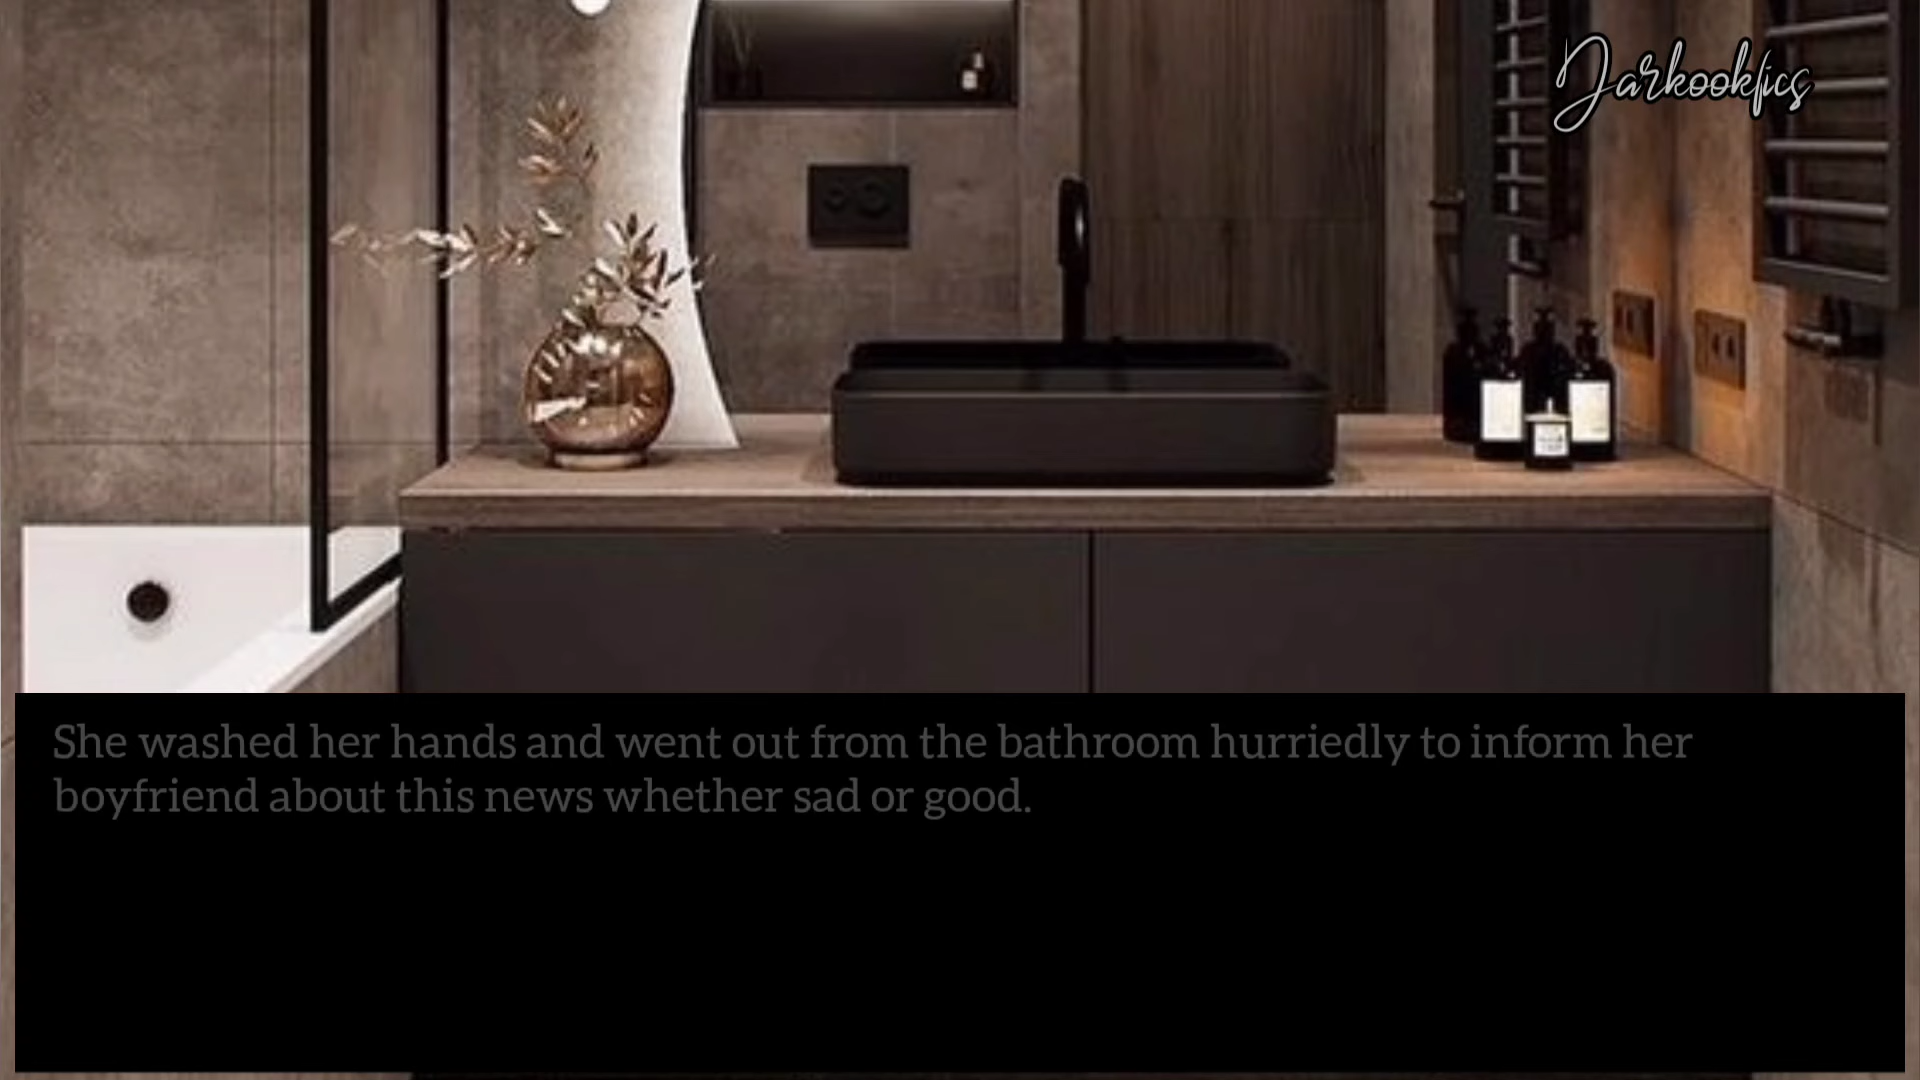 Jarkookfics
She washed her hands and went out from the bathroom hurriedly to inform her
boyfriend about this news whether sad or good.